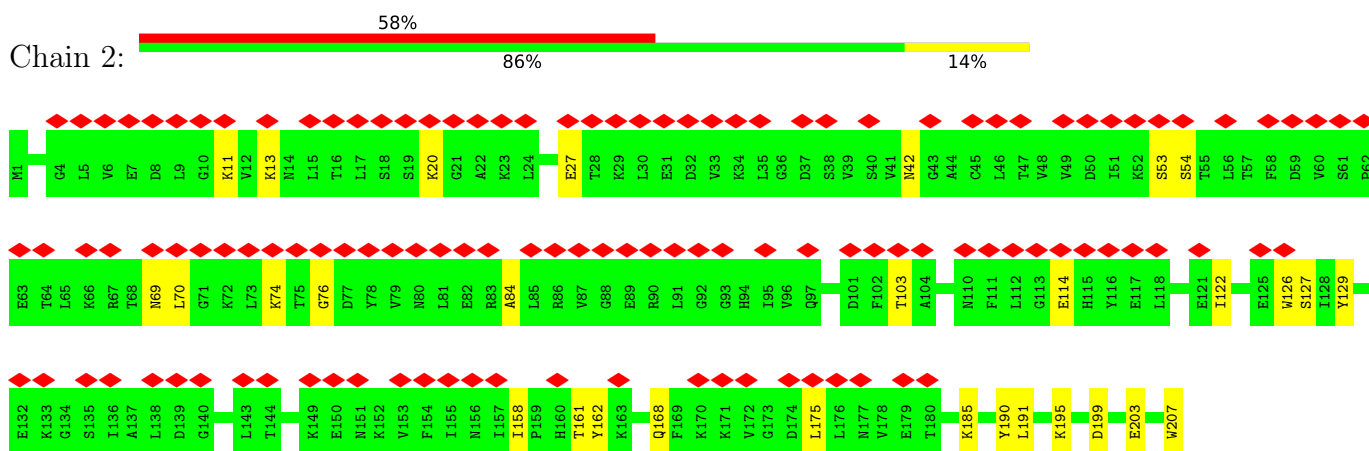 58%
Chain 2:
86% 14%
M1 G4 L5 V6 E7 D8 L9 G10 K11 V12 K13 N14 L15 T16 L17 S18 S19 K20 G21 A22 K23 L24 E27 T28 K29 L30 E31 D32 V33 K34 L35 G36 D37 S38 V39 S40 V41 N42 G43 A44 C45 L46 T47 V48 V49 D50 I51 K52 S53 S54 T55 L56 T57 F58 D59 V60 S61 P62
E63 T64 L65 K66 R67 T68 N69 L70 G71 K72 L73 K74 T75 G76 D77 Y78 V79 N80 L81 E82 R83 A84 L85 R86 V87 G88 E89 R90 L91 G92 G93 H94 I95 V96 Q97 D101 F102 T103 A104 N110 F111 L112 G113 E114 H115 Y116 E117 L118 E121 I122 E125 W126 S127 I128 Y129
E132 K133 G134 S135 I136 A137 L138 D139 G140 L143 T144 K149 E150 N151 K152 V153 F154 I155 N156 I157 I158 P159 H160 T161 Y162 K163 Q168 F169 K170 K171 V172 G173 D174 L175 L176 N177 V178 E179 T180 K185 Y190 L191 K195 D199 E203 W207